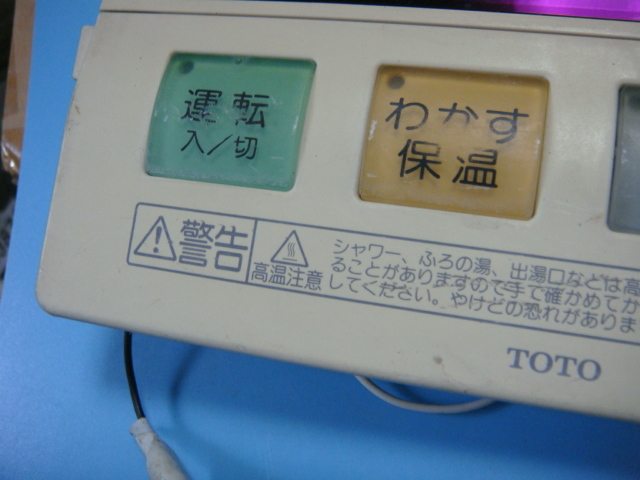 運転
入／切
わかす
保温
警告
高温注意
シャワー、ふろの湯、出湯口などは高
ることがありますので手で確かめてか
してください。やけどの恐れがありま
TOTO